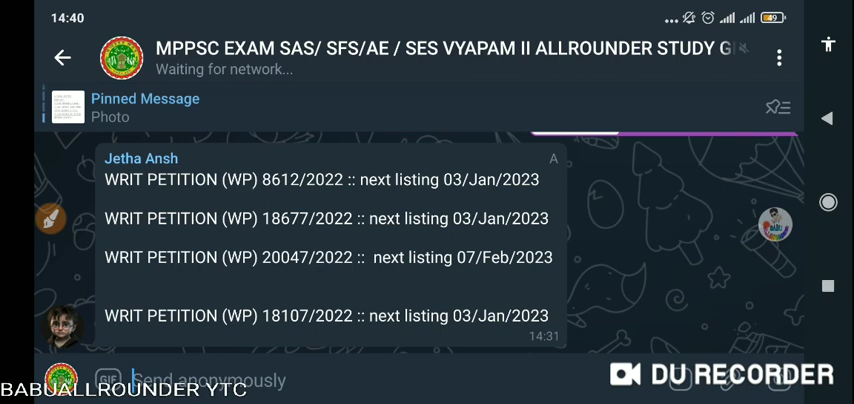 14:40
49
MPPSC EXAM SAS/ SFS/AE / SES VYAPAM II ALLROUNDER STUDY G
Waiting for network...
Pinned Message
Photo
Jetha Ansh
A
WRIT PETITION (WP) 8612/2022 :: next listing 03/Jan/2023
WRIT PETITION (WP) 18677/2022 :: next listing 03/Jan/2023
WRIT PETITION (WP) 20047/2022 :: next listing 07/Feb/2023
WRIT PETITION (WP) 18107/2022 :: next listing 03/Jan/2023
14:31
GIF
Send anonymously
DU RECORDER
BABUALLROUNDER YTC